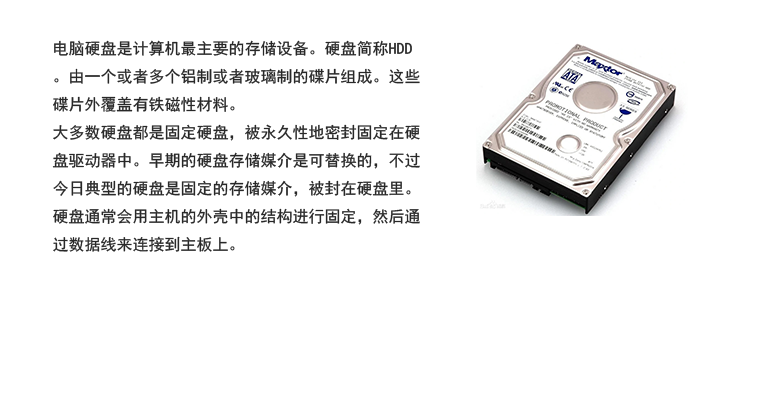 电脑硬盘是计算机最主要的存储设备。硬盘简称HDD
。由一个或者多个铝制或者玻璃制的碟片组成。这些
碟片外覆盖有铁磁性材料。
大多数硬盘都是固定硬盘，被永久性地密封固定在硬
盘驱动器中。早期的硬盘存储介质是可替换的，不过
今日典型的硬盘是固定的存储媒介，被封在硬盘里。
硬盘通常会用主机的外壳中的结构进行固定，然后通
过数据线来连接到主板上。
Maxtor
PROMOTIONAL PRODUCT